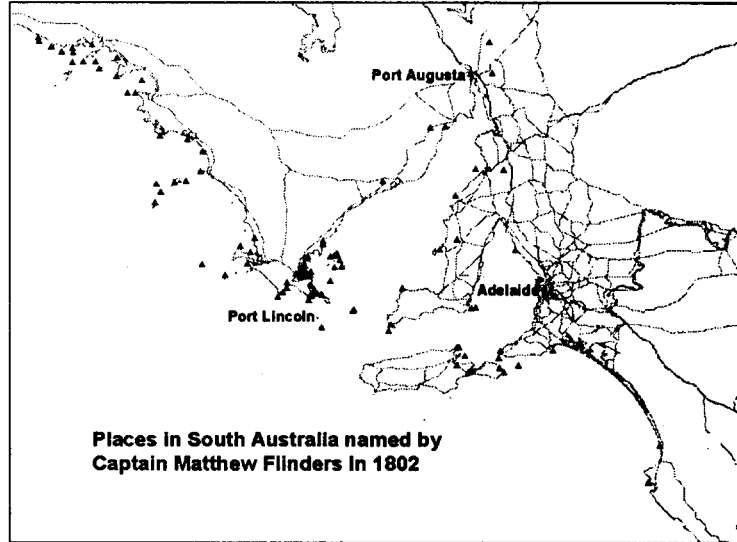 Port Augusta
Adelaide
Port Lincoln
Places in South Australia named by
Captain Matthew Flinders In 1802